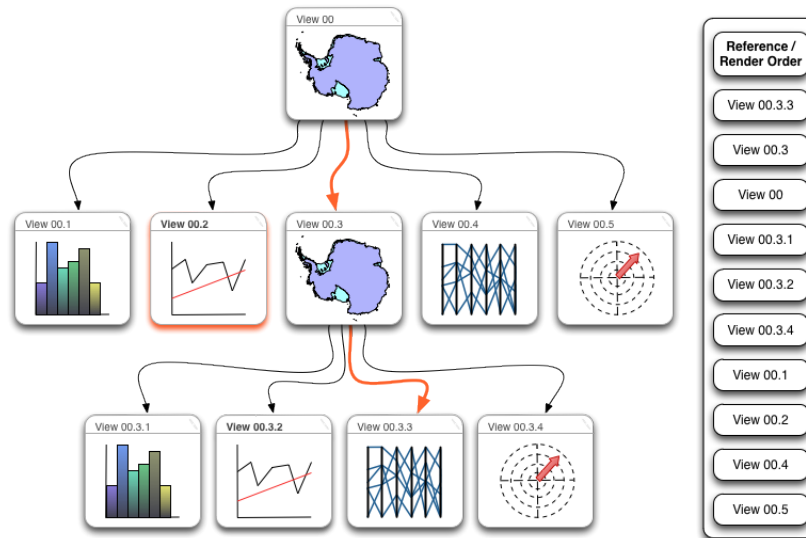 View 00
View 00.1
View 00.2
View 00.3
View 00.4
View 00.5
View 00.3.1
View 00.3.2
View 00.3.3
View 00.3.4
Reference /
Render Order
View 00.3.3
View 00.3
View 00
View 00.3.1
View 00.3.2
View 00.3.4
View 00.1
View 00.2
View 00.4
View 00.5